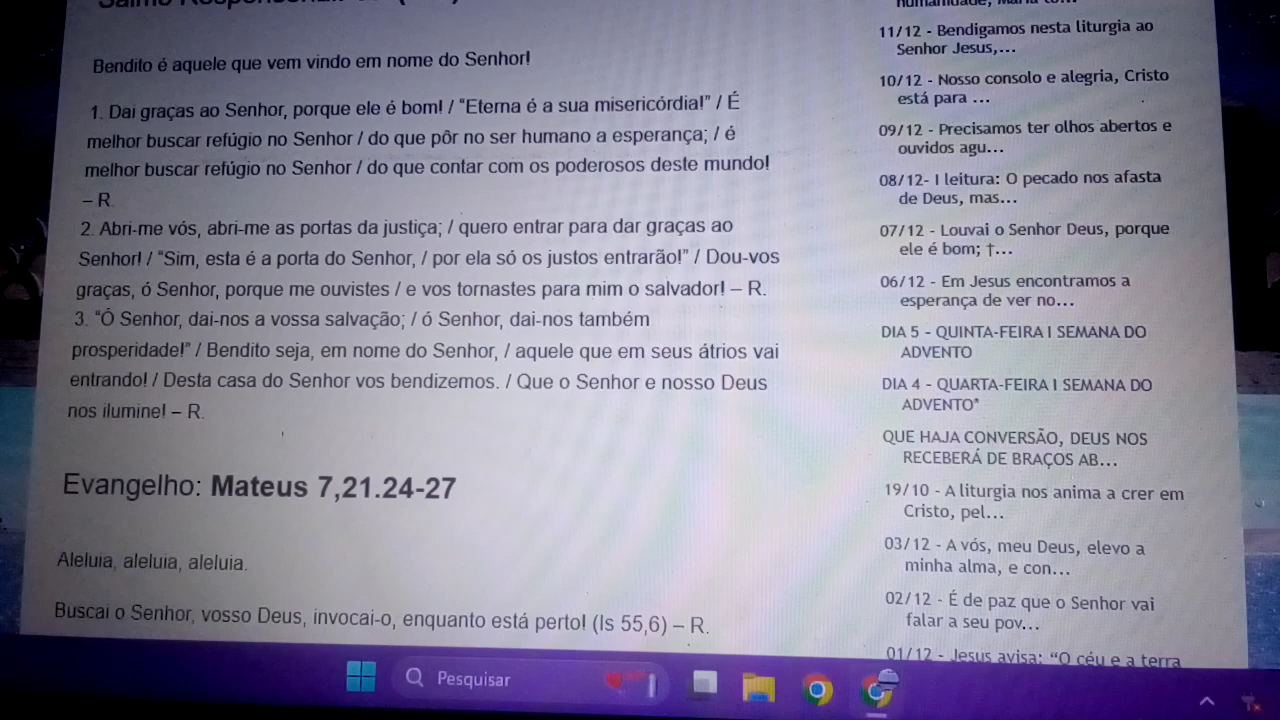 Bendito é aquele que vem vindo em nome do Senhor!
1. Dai graças ao Senhor, porque ele é bom! / “Eterna é a sua misericórdia!” / É
melhor buscar refúgio no Senhor / do que pôr no ser humano a esperança; / é
melhor buscar refúgio no Senhor / do que contar com os poderosos deste mundo!
– R.
2. Abri-me vós, abri-me as portas da justiça; / quero entrar para dar graças ao
Senhor! / “Sim, esta é a porta do Senhor, / por ela só os justos entrarão!” / Dou-vos
graças, ó Senhor, porque me ouvistes / e vos tornastes para mim o salvador! – R.
3. “Ó Senhor, dai-nos a vossa salvação; / ó Senhor, dai-nos também
prosperidade!” / Bendito seja, em nome do Senhor, / aquele que em seus átrios vai
entrando! / Desta casa do Senhor vos bendizemos. / Que o Senhor e nosso Deus
nos ilumine! – R.
Evangelho: Mateus 7,21.24-27
Aleluia, aleluia, aleluia.
Buscai o Senhor, vosso Deus, invocai-o, enquanto está perto! (Is 55,6) – R.
11/12 - Bendigamos nesta liturgia ao
Senhor Jesus,...
10/12 - Nosso consolo e alegria, Cristo
está para ...
09/12 - Precisamos ter olhos abertos e
ouvidos agu...
08/12- I leitura: O pecado nos afasta
de Deus, mas...
07/12 - Louvai o Senhor Deus, porque
ele é bom; †...
06/12 - Em Jesus encontramos a
esperança de ver no...
DIA 5 - QUINTA-FEIRA I SEMANA DO
ADVENTO
DIA 4 - QUARTA-FEIRA I SEMANA DO
ADVENTO*
QUE HAJA CONVERSÃO, DEUS NOS
RECEBERÁ DE BRAÇOS AB...
19/10 - A liturgia nos anima a crer em
Cristo, pel...
03/12 - A vós, meu Deus, elevo a
minha alma, e con...
02/12 - É de paz que o Senhor vai
falar a seu pov...
01/12 - Jesus avisa: “O céu e a terra
Pesquisar